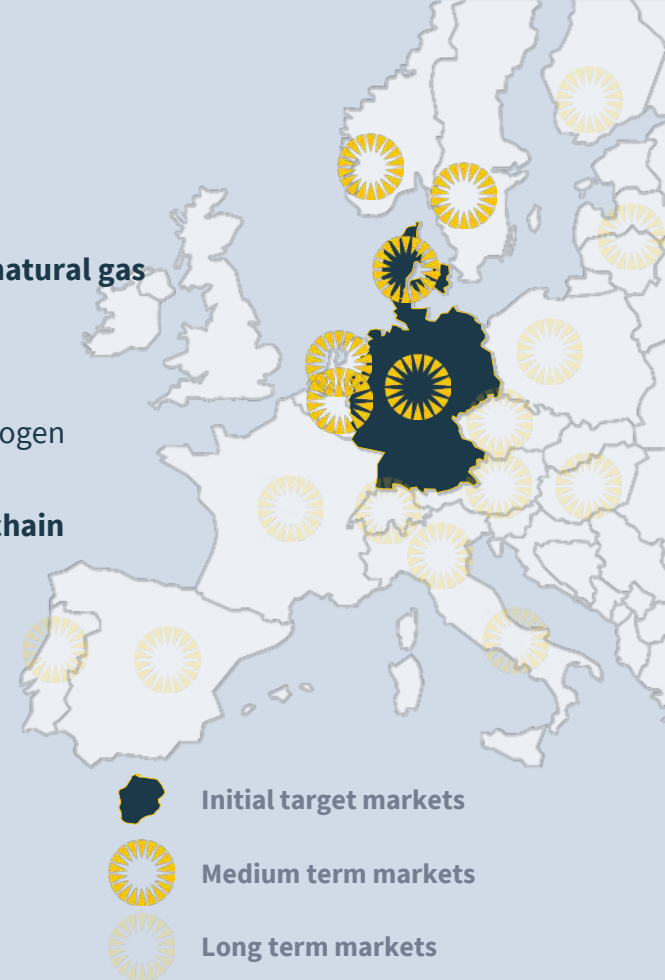 natural gas
ogen
chain
Initial target markets
Medium term markets
Long term markets